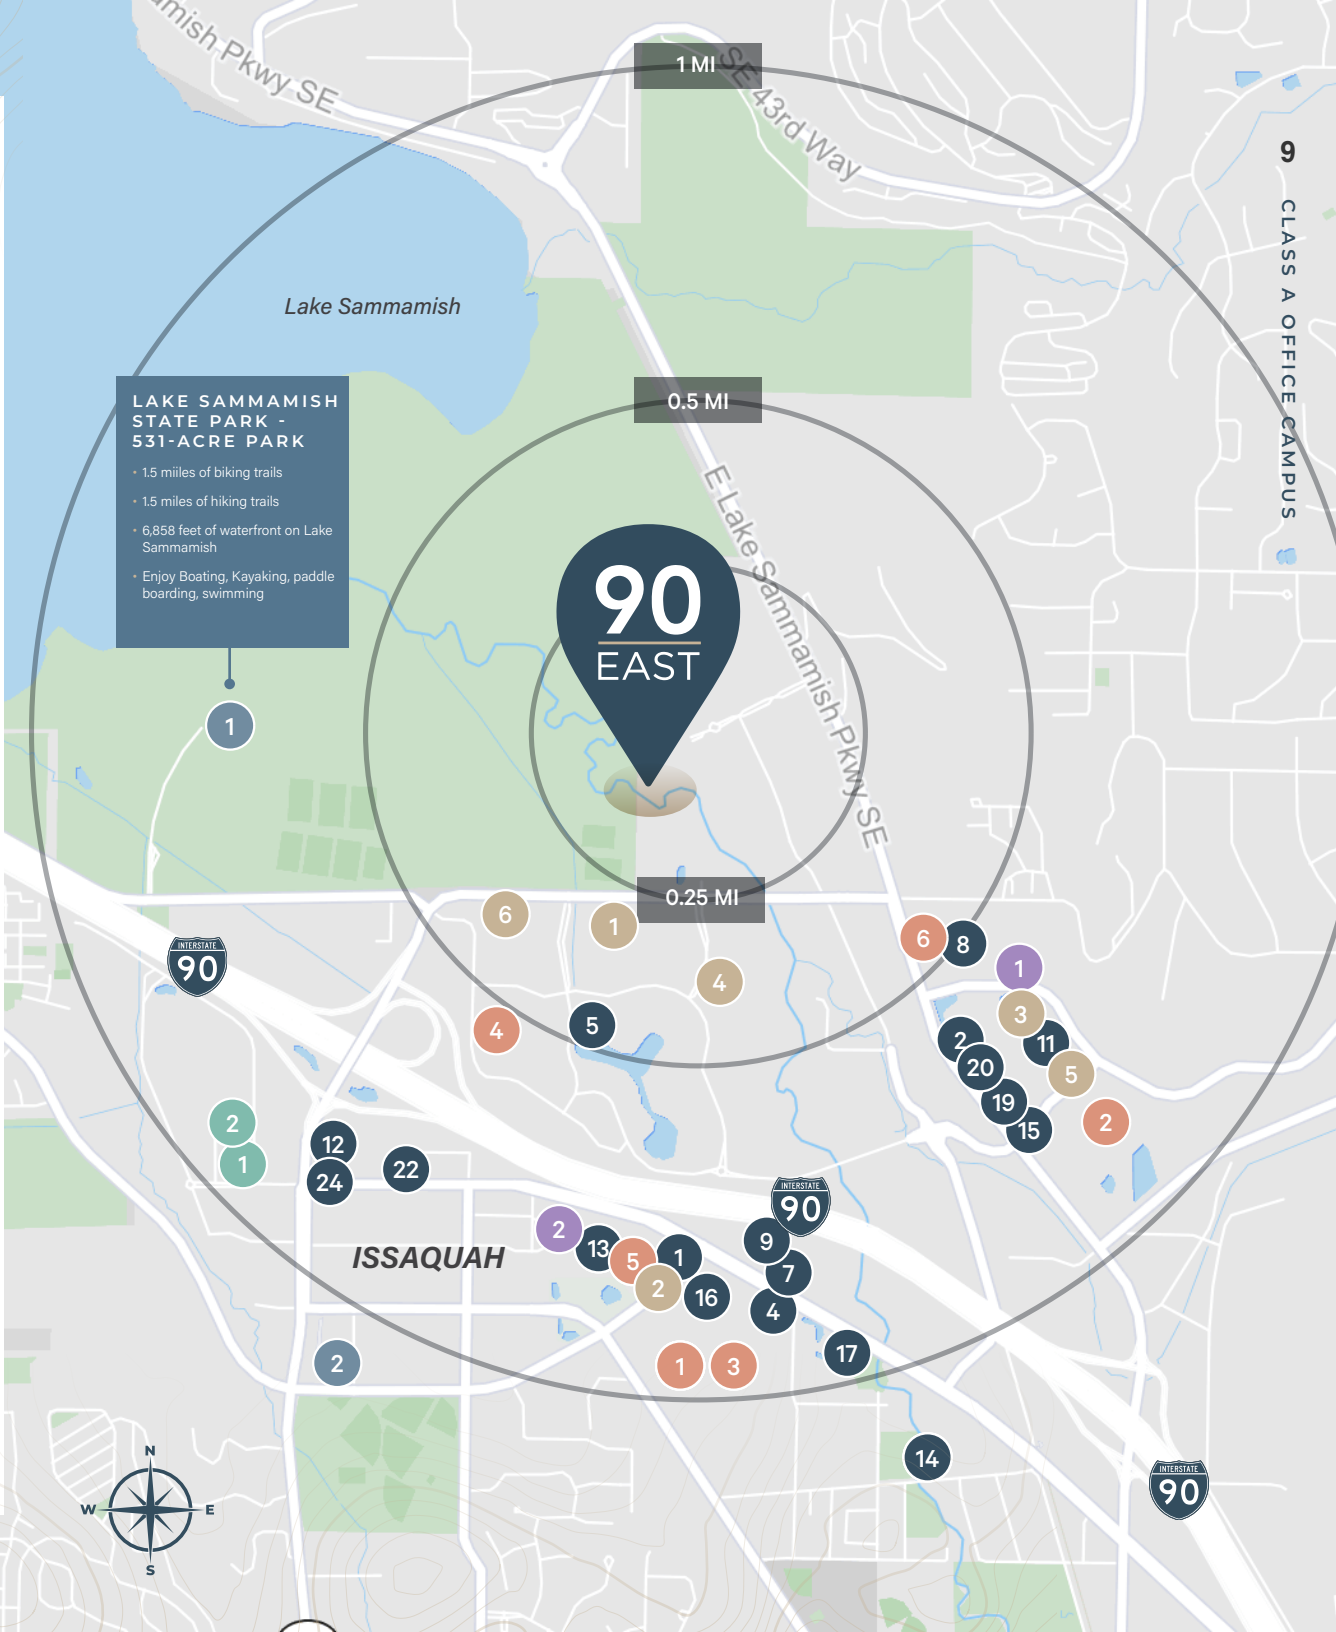 amish Pkwy SE
1 MI
SE 43rd Way
9
CLASS A OFFICE CAMPUS
Lake Sammamish
LAKE SAMMAMISH
STATE PARK -
531-ACRE PARK
• 1.5 miiles of biking trails
• 1.5 miles of hiking trails
• 6,858 feet of waterfront on Lake
Sammamish
• Enjoy Boating, Kayaking, paddle
boarding, swimming
0.5 MI
E Lake Sammamish Pkwy SE
90
EAST
1
0.25 MI
6
1
6
8
INTERSTATE
90
1
4
3
4
5
2
11
20
5
19
2
15
2
1
12
24
22
INTERSTATE
90
2
13
5
1
9
ISSAQUAH
2
16
7
4
2
1
3
17
14
INTERSTATE
90
N
W
E
S